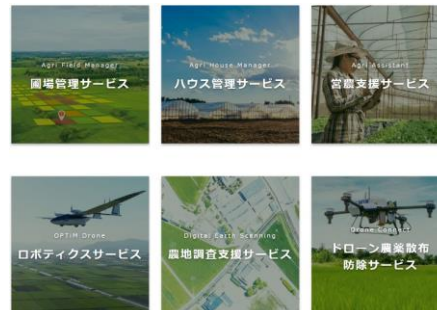 Agri Field Manager
圃場管理サービス
Agri House Manager
ハウス管理サービス
Agri Assistant
営農支援サービス
OPTiM Drone
ロボティクスサービス
Digital Earth Scanning
農地調査支援サービス
Drone Connect
ドローン農薬散布
防除サービス